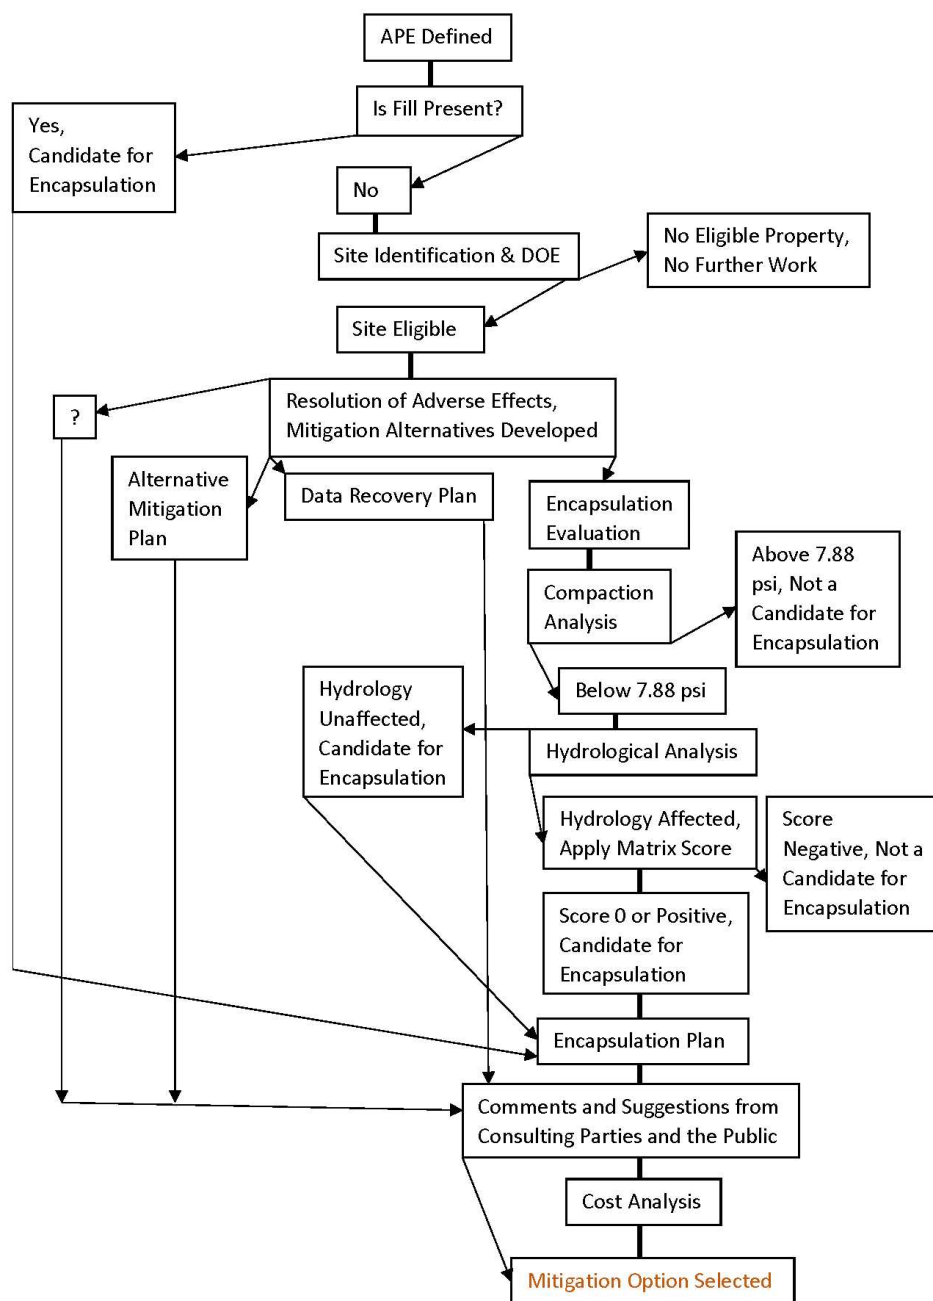 APE Defined
Is Fill Present?
Yes,
Candidate for
Encapsulation
No
Site Identification & DOE
No Eligible Property,
No Further Work
Site Eligible
Resolution of Adverse Effects,
Mitigation Alternatives Developed
?
Alternative
Mitigation
Plan
Data Recovery Plan
Encapsulation
Evaluation
Compaction
Analysis
Above 7.88
psi, Not a
Candidate for
Encapsulation
Below 7.88 psi
Hydrology
Unaffected,
Candidate for
Encapsulation
Hydrological Analysis
Hydrology Affected,
Apply Matrix Score
Score
Negative, Not a
Candidate for
Encapsulation
Score 0 or Positive,
Candidate for
Encapsulation
Encapsulation Plan
Comments and Suggestions from
Consulting Parties and the Public
Cost Analysis
Mitigation Option Selected